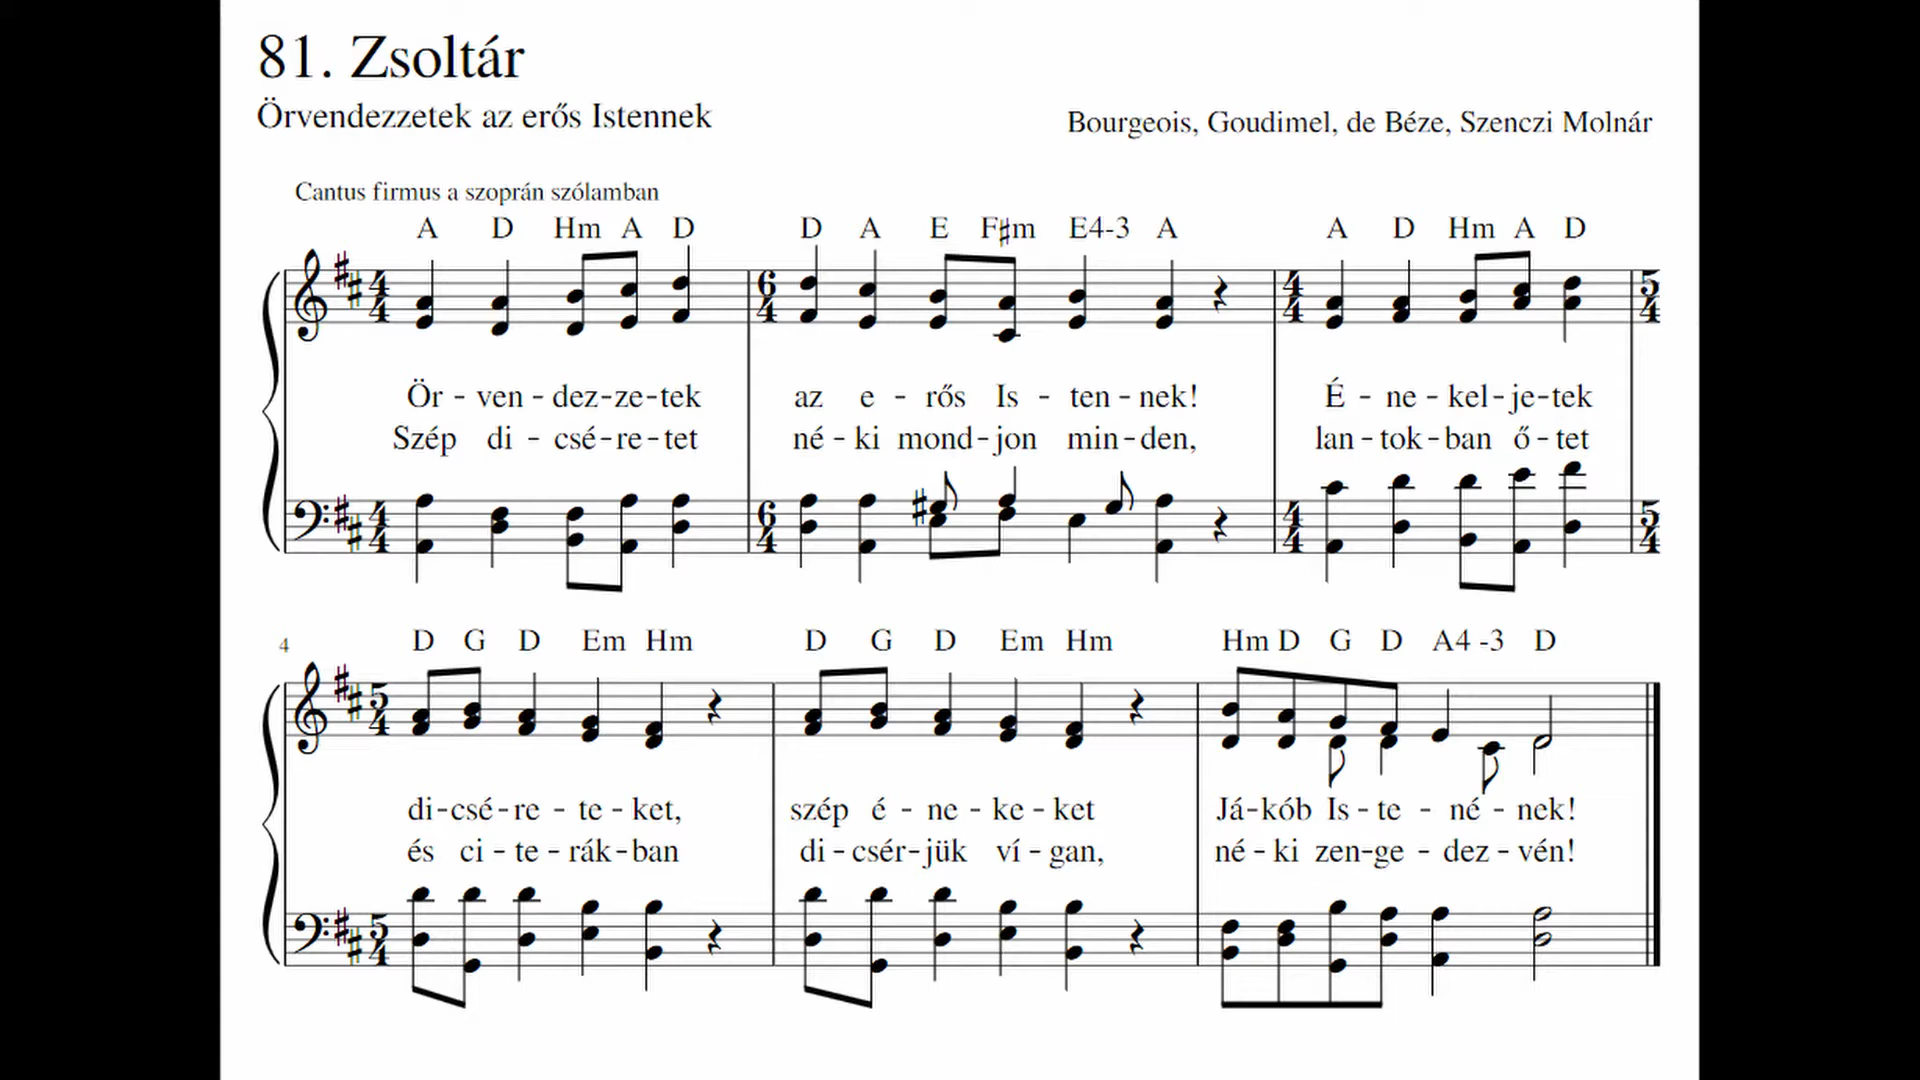 81. Zsoltár
Örvendezzetek az erős Istennek
Bourgeois, Goudimel, de Béze, Szenczi Molnár
Cantus firmus a szoprán szólamban
A D Hm A D D A E F♯m E4-3 A A D Hm A D
Ör - ven - dez-ze-tek az e - rős Is - ten-nek! É - ne - kel-je-tek
Szép di - csé-re-tet né-ki mond-jon min-den, lan-tok-ban ő-tet
4
D G D Em Hm D G D Em Hm Hm D G D A4 -3 D
di-csé-re - te - ket, szép é - ne - ke - ket Já-kób Is - te - né - nek!
és ci - te - rák-ban di - csér-jük ví - gan, né - ki zen-ge - dez - vén!